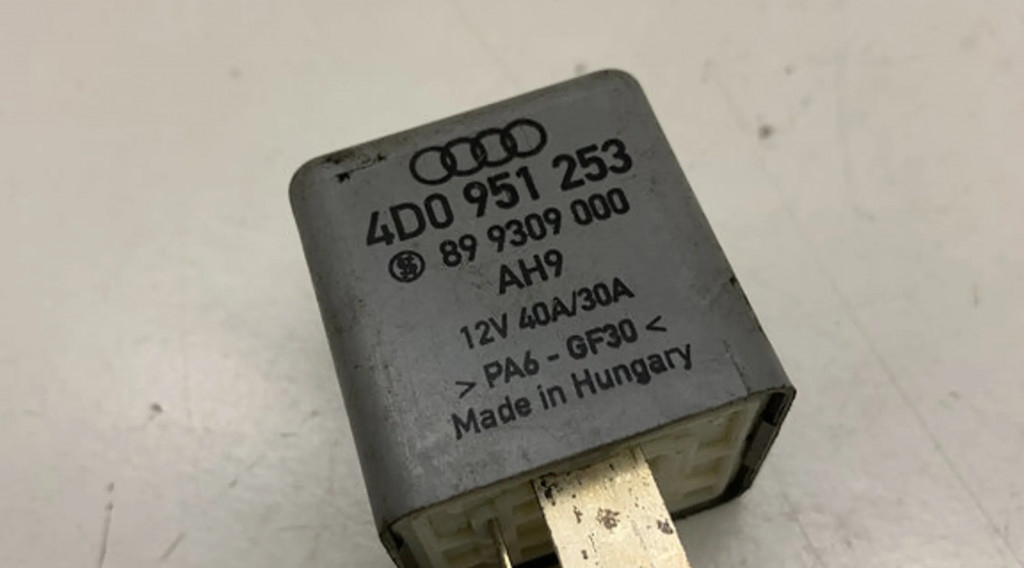 4D0 951 253
89 9309 000
AH9
12V 40A/30A
> PA6 - GF30 <
Made in Hungary